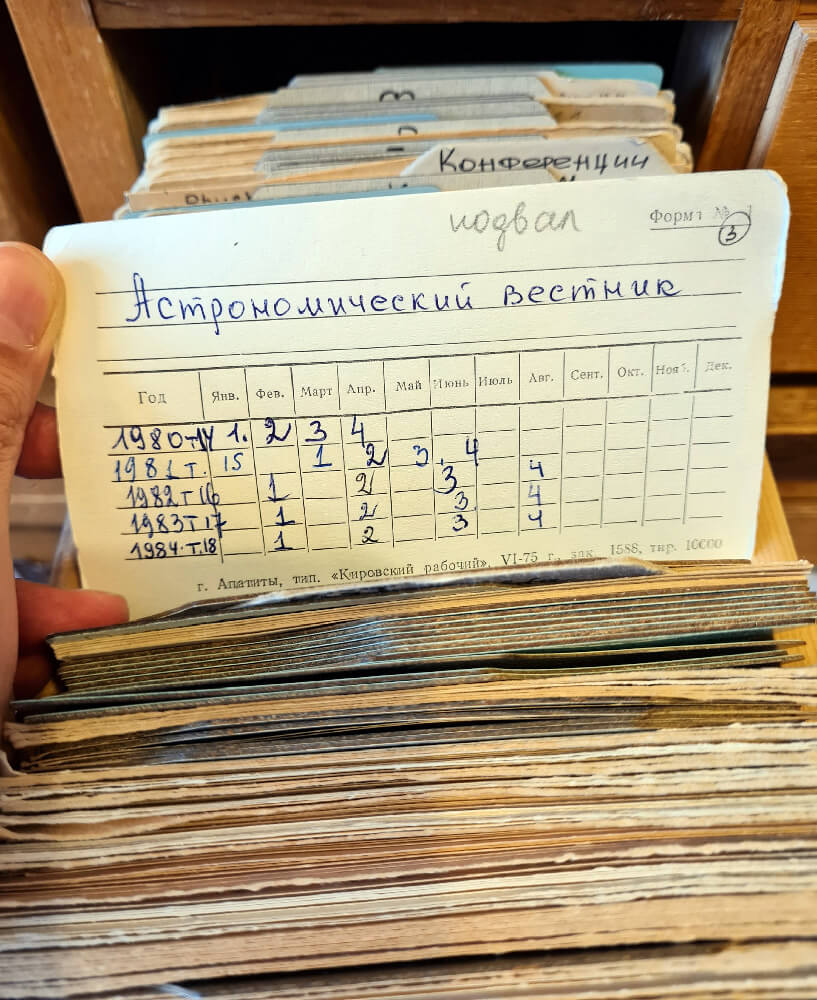 Конференции
подвал
Форма № 1
3
Астрономический вестник
Год Янв. Фев. Март Апр. Май Июнь Июль Авг. Сент. Окт. Нояб. Дек.
1980 т 14 1. 2 3 4
1981 т. 15 1 2 3 4
1982 т 16 1 2 3 4
1983 т 17 1 2 3 4
1984 т. 18 1 2 3 4
г. Апатиты, тип. «Кировский рабочий», VI-75 г., зак. 1588, тир. 10000